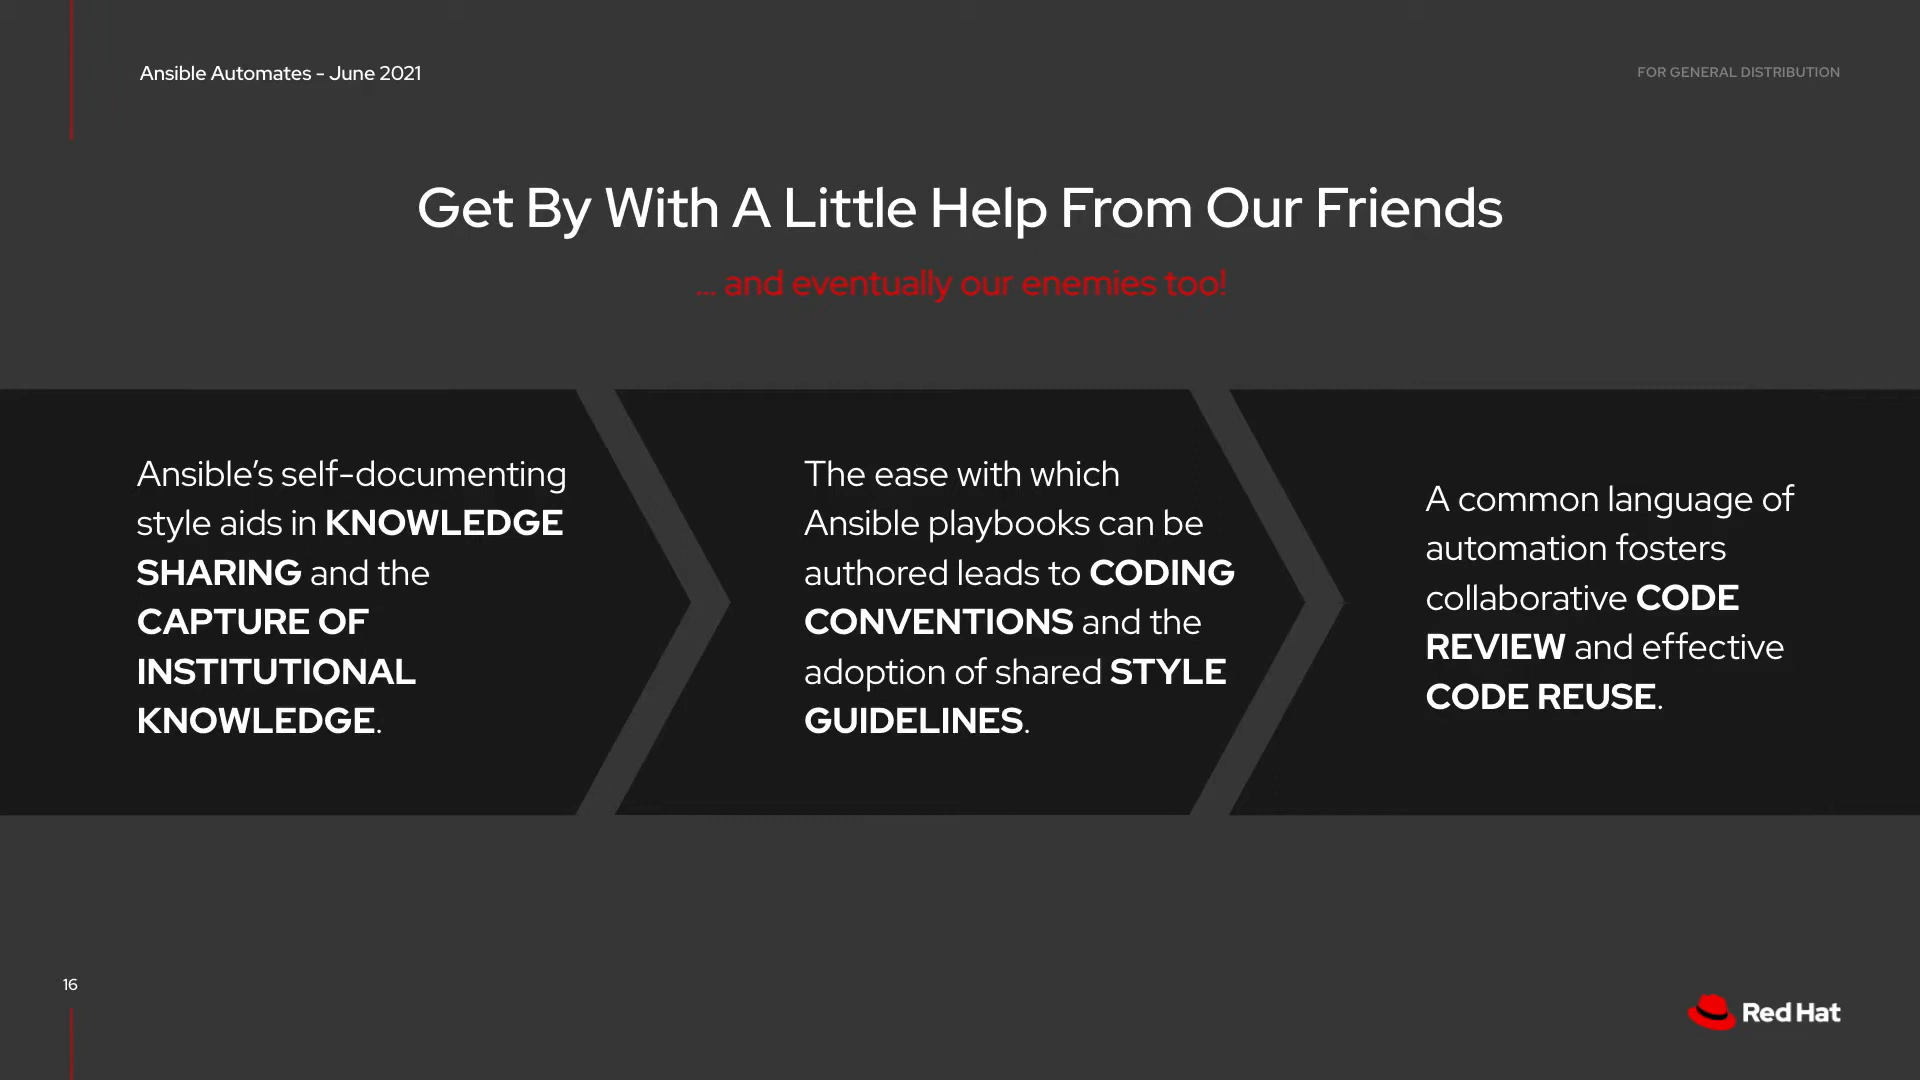 Ansible Automates - June 2021
FOR GENERAL DISTRIBUTION
Get By With A Little Help From Our Friends
... and eventually our enemies too!
Ansible’s self-documenting
style aids in KNOWLEDGE
SHARING and the
CAPTURE OF
INSTITUTIONAL
KNOWLEDGE.
The ease with which
Ansible playbooks can be
authored leads to CODING
CONVENTIONS and the
adoption of shared STYLE
GUIDELINES.
A common language of
automation fosters
collaborative CODE
REVIEW and effective
CODE REUSE.
16
Red Hat